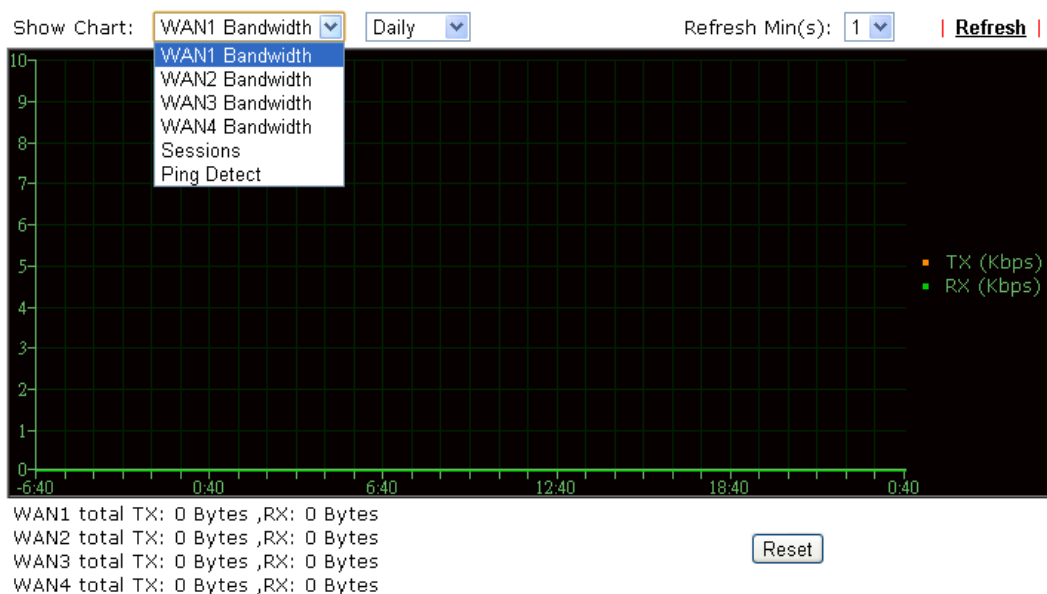 Show Chart: WAN1 Bandwidth Daily Refresh Min(s): 1 | Refresh |
WAN1 Bandwidth
WAN2 Bandwidth
WAN3 Bandwidth
WAN4 Bandwidth
Sessions
Ping Detect
10
9
8
7
6
5
4
3
2
1
0
TX (Kbps)
RX (Kbps)
-6:40 0:40 6:40 12:40 18:40 0:40
WAN1 total TX: 0 Bytes ,RX: 0 Bytes
WAN2 total TX: 0 Bytes ,RX: 0 Bytes
WAN3 total TX: 0 Bytes ,RX: 0 Bytes
WAN4 total TX: 0 Bytes ,RX: 0 Bytes
Reset